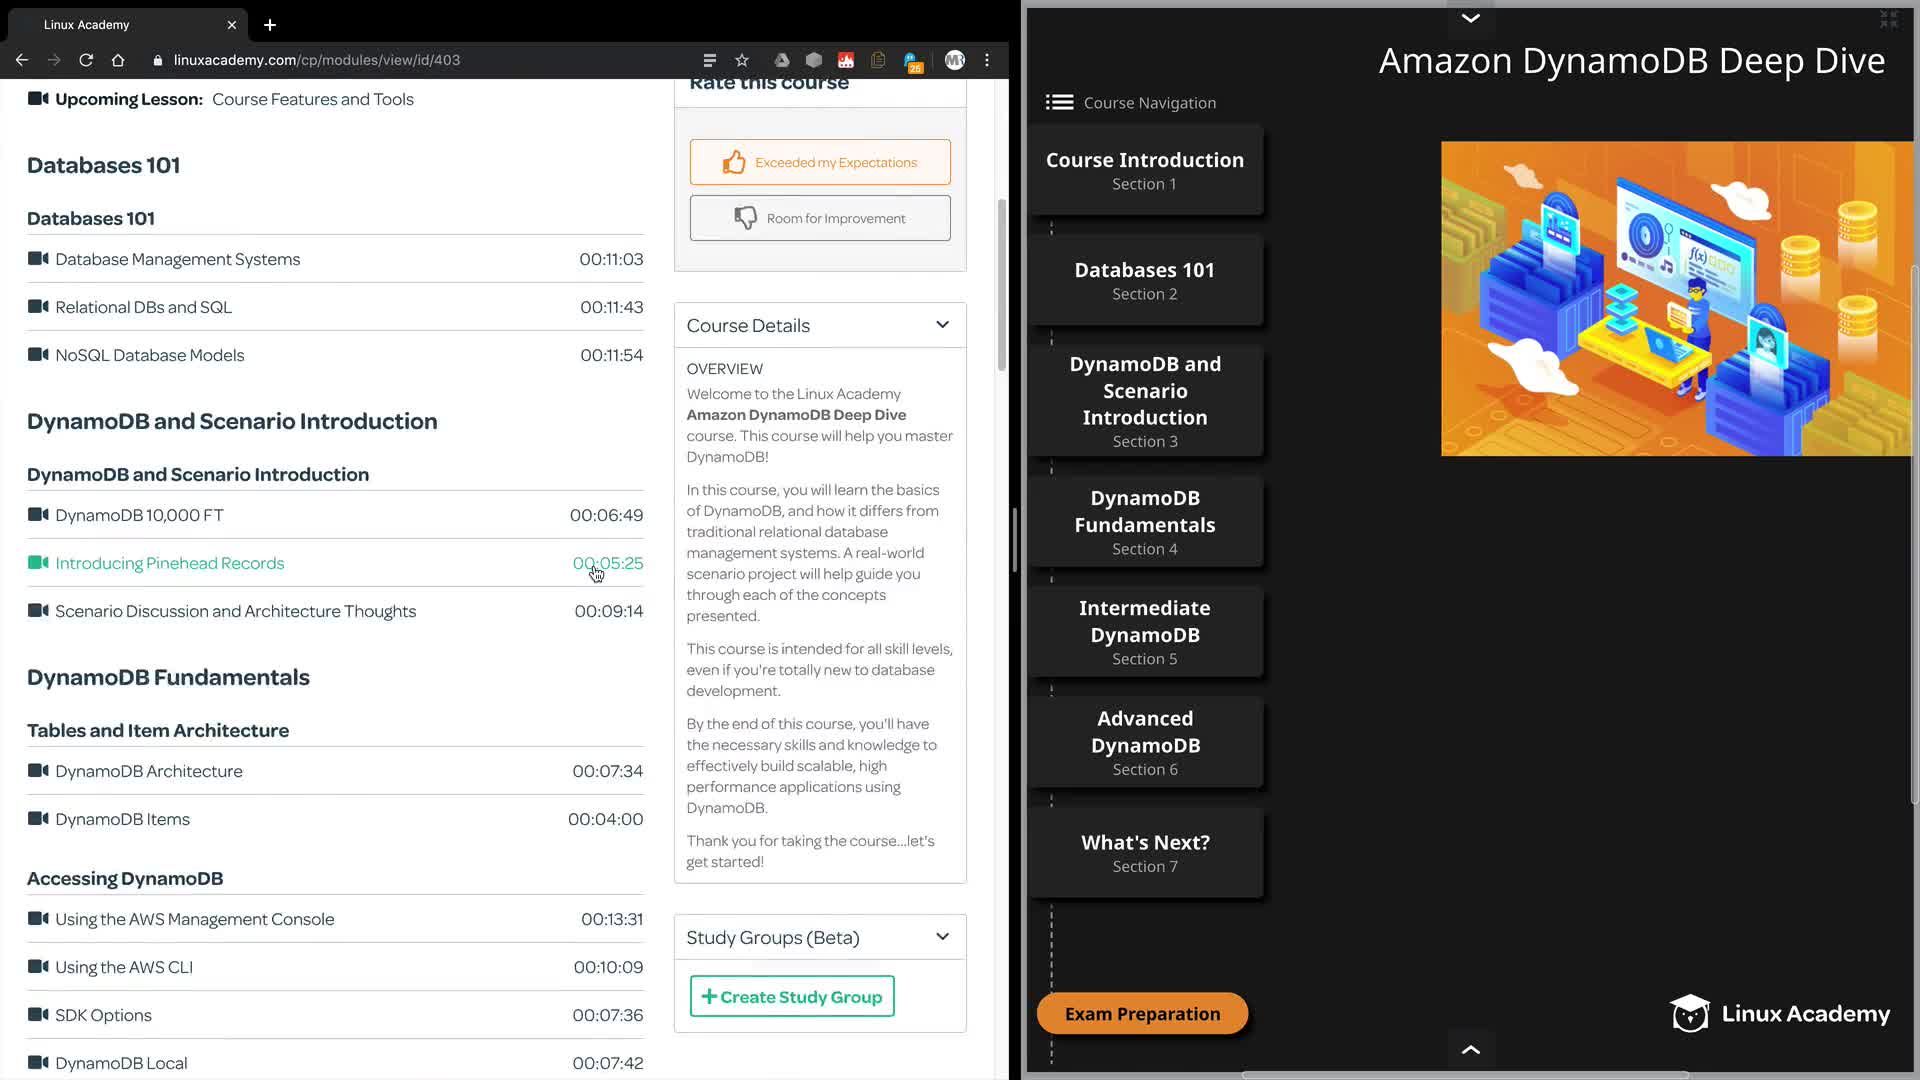 Linux Academy
linuxacademy.com/cp/modules/view/id/403
26
MR
Upcoming Lesson: Course Features and Tools
Databases 101
Databases 101
Database Management Systems 00:11:03
Relational DBs and SQL 00:11:43
NoSQL Database Models 00:11:54
DynamoDB and Scenario Introduction
DynamoDB and Scenario Introduction
DynamoDB 10,000 FT 00:06:49
Introducing Pinehead Records 00:05:25
Scenario Discussion and Architecture Thoughts 00:09:14
DynamoDB Fundamentals
Tables and Item Architecture
DynamoDB Architecture 00:07:34
DynamoDB Items 00:04:00
Accessing DynamoDB
Using the AWS Management Console 00:13:31
Using the AWS CLI 00:10:09
SDK Options 00:07:36
DynamoDB Local 00:07:42
Rate this course
Exceeded my Expectations
Room for Improvement
Course Details
OVERVIEW
Welcome to the Linux Academy
Amazon DynamoDB Deep Dive
course. This course will help you master
DynamoDB!
In this course, you will learn the basics
of DynamoDB, and how it differs from
traditional relational database
management systems. A real-world
scenario project will help guide you
through each of the concepts
presented.
This course is intended for all skill levels,
even if you're totally new to database
development.
By the end of this course, you'll have
the necessary skills and knowledge to
effectively build scalable, high
performance applications using
DynamoDB.
Thank you for taking the course...let's
get started!
Study Groups (Beta)
+Create Study Group
Amazon DynamoDB Deep Dive
Course Navigation
Course Introduction
Section 1
Databases 101
Section 2
DynamoDB and
Scenario
Introduction
Section 3
DynamoDB
Fundamentals
Section 4
Intermediate
DynamoDB
Section 5
Advanced
DynamoDB
Section 6
What's Next?
Section 7
Exam Preparation
f(x)
Linux Academy